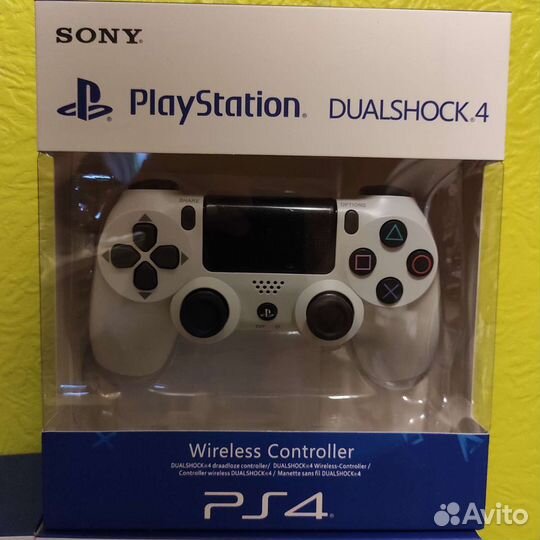 SONY
PlayStation® DUALSHOCK®4
SHARE
OPTIONS
Wireless Controller
DUALSHOCK®4 draadloze controller/ DUALSHOCK®4 Wireless-Controller /
Controller wireless DUALSHOCK®4 / Manette sans fil DUALSHOCK®4
PS4
Avito